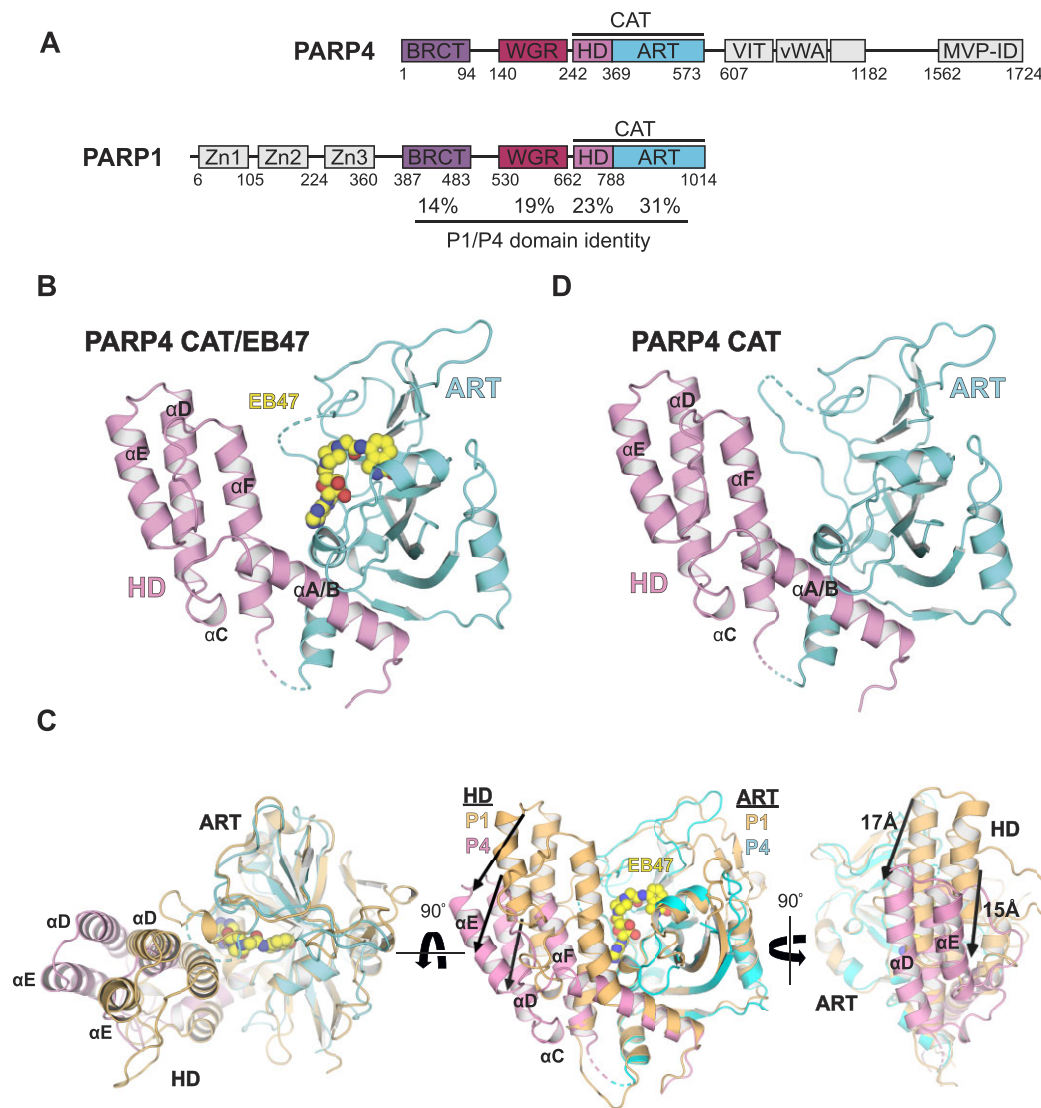 A
CAT
PARP4
BRCT WGR HD ART VIT vWA MVP-ID
1 94 140 242 369 573 607 1182 1562 1724
CAT
PARP1
Zn1 Zn2 Zn3 BRCT WGR HD ART
6 105 224 360 387 483 530 662 788 1014
14% 19% 23% 31%
P1/P4 domain identity
B
PARP4 CAT/EB47
ART
EB47
αD
αE
αF
HD
αA/B
αC
D
PARP4 CAT
ART
αD
αE
αF
HD
αA/B
αC
C
ART
αD
αD
αE
αE
HD
90°
HD
P1
P4
ART
P1
P4
EB47
αE
αF
αD
αC
90°
17Å
HD
15Å
αE
αD
ART